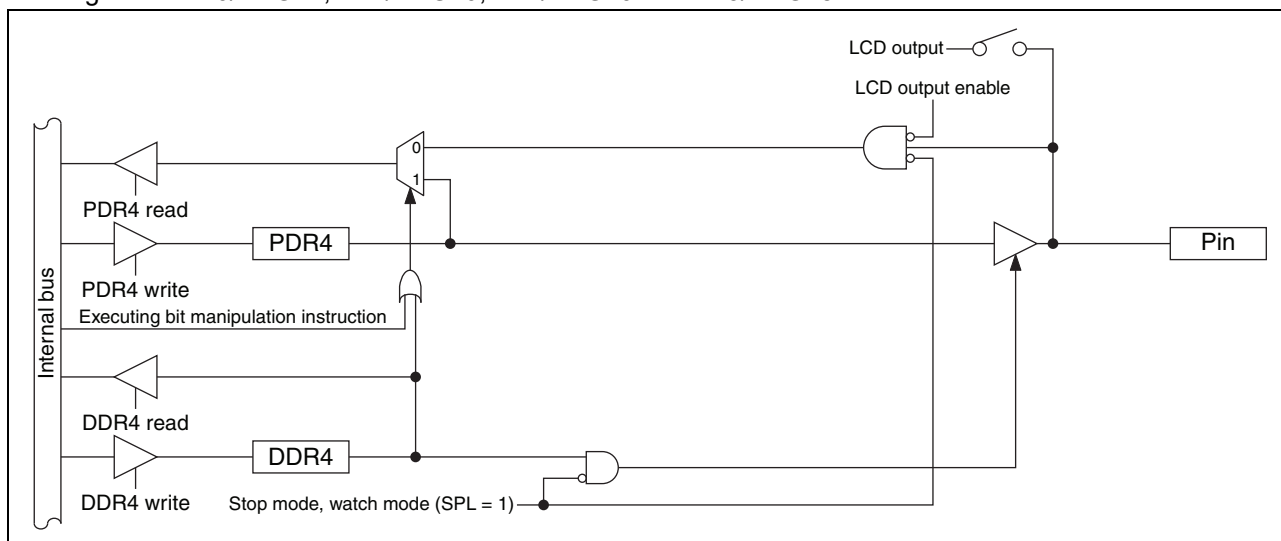 LCD output
LCD output enable
0
1
PDR4 read
PDR4
Pin
PDR4 write
Executing bit manipulation instruction
Internal bus
DDR4 read
DDR4
DDR4 write
Stop mode, watch mode (SPL = 1)